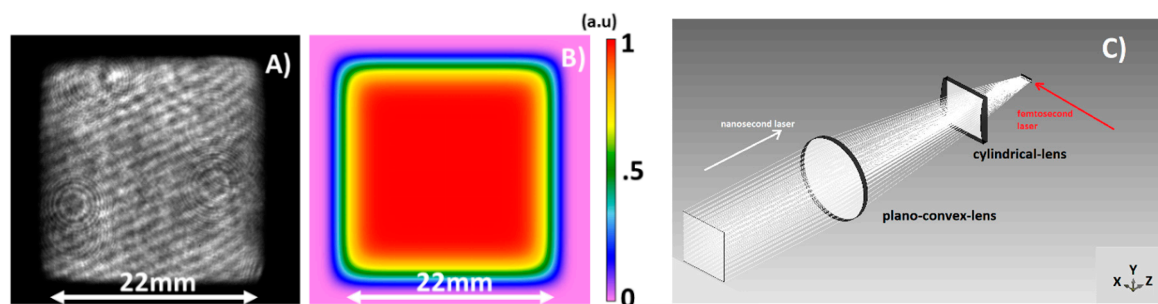 A)
22mm
(a.u)
B)
1
.5
0
22mm
C)
nanosecond laser
femtosecond
laser
cylindrical-lens
plano-convex-lens
Y
X
Z